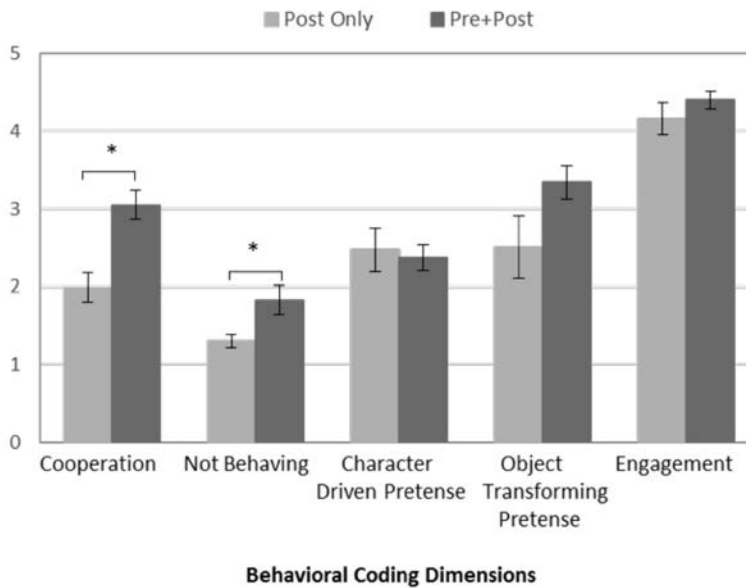 Post Only Pre+Post
5
4
3
2
1
0
*
*
Cooperation Not Behaving Character Driven Pretense Object Transforming Pretense Engagement
Behavioral Coding Dimensions